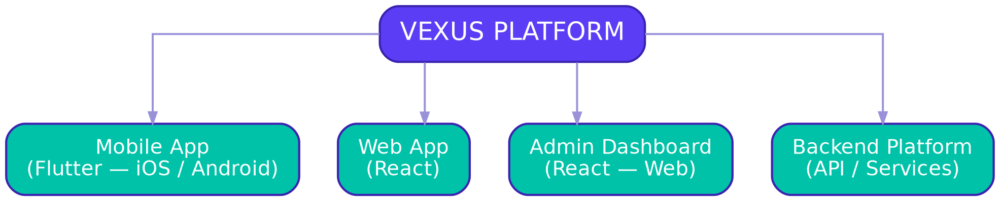 VEXUS PLATFORM
Mobile App
(Flutter — iOS / Android)
Web App
(React)
Admin Dashboard
(React — Web)
Backend Platform
(API / Services)